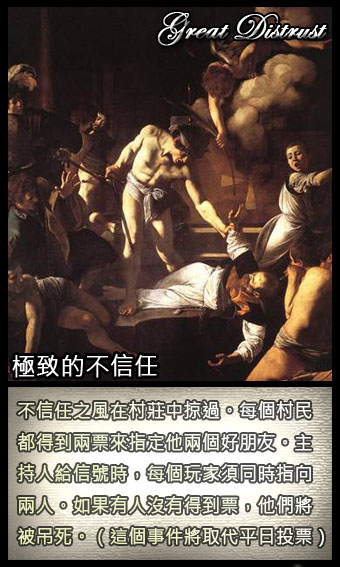 Great Distrust
極致的不信任
不信任之風在村莊中掠過。每個村民
都得到兩票來指定他兩個好朋友。主
持人給信號時，每個玩家須同時指向
兩人。如果有人沒有得到票，他們將
被吊死。（這個事件將取代平日投票）